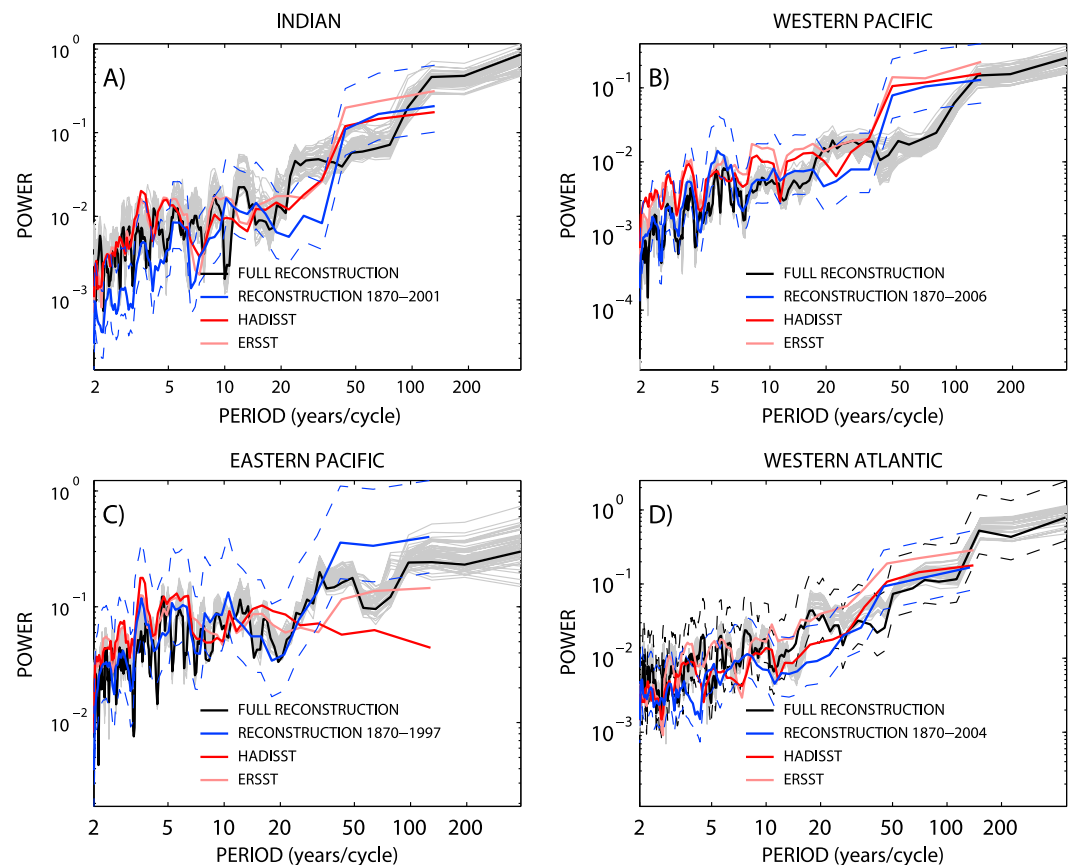 INDIAN
A)
10^0
10^-1
10^-2
10^-3
POWER
FULL RECONSTRUCTION
RECONSTRUCTION 1870–2001
HADISST
ERSST
2 5 10 20 50 100 200
PERIOD (years/cycle)
WESTERN PACIFIC
B)
10^-1
10^-2
10^-3
10^-4
POWER
FULL RECONSTRUCTION
RECONSTRUCTION 1870–2006
HADISST
ERSST
2 5 10 20 50 100 200
PERIOD (years/cycle)
EASTERN PACIFIC
C)
10^0
10^-1
10^-2
POWER
FULL RECONSTRUCTION
RECONSTRUCTION 1870–1997
HADISST
ERSST
2 5 10 20 50 100 200
PERIOD (years/cycle)
WESTERN ATLANTIC
D)
10^0
10^-1
10^-2
10^-3
POWER
FULL RECONSTRUCTION
RECONSTRUCTION 1870–2004
HADISST
ERSST
2 5 10 20 50 100 200
PERIOD (years/cycle)